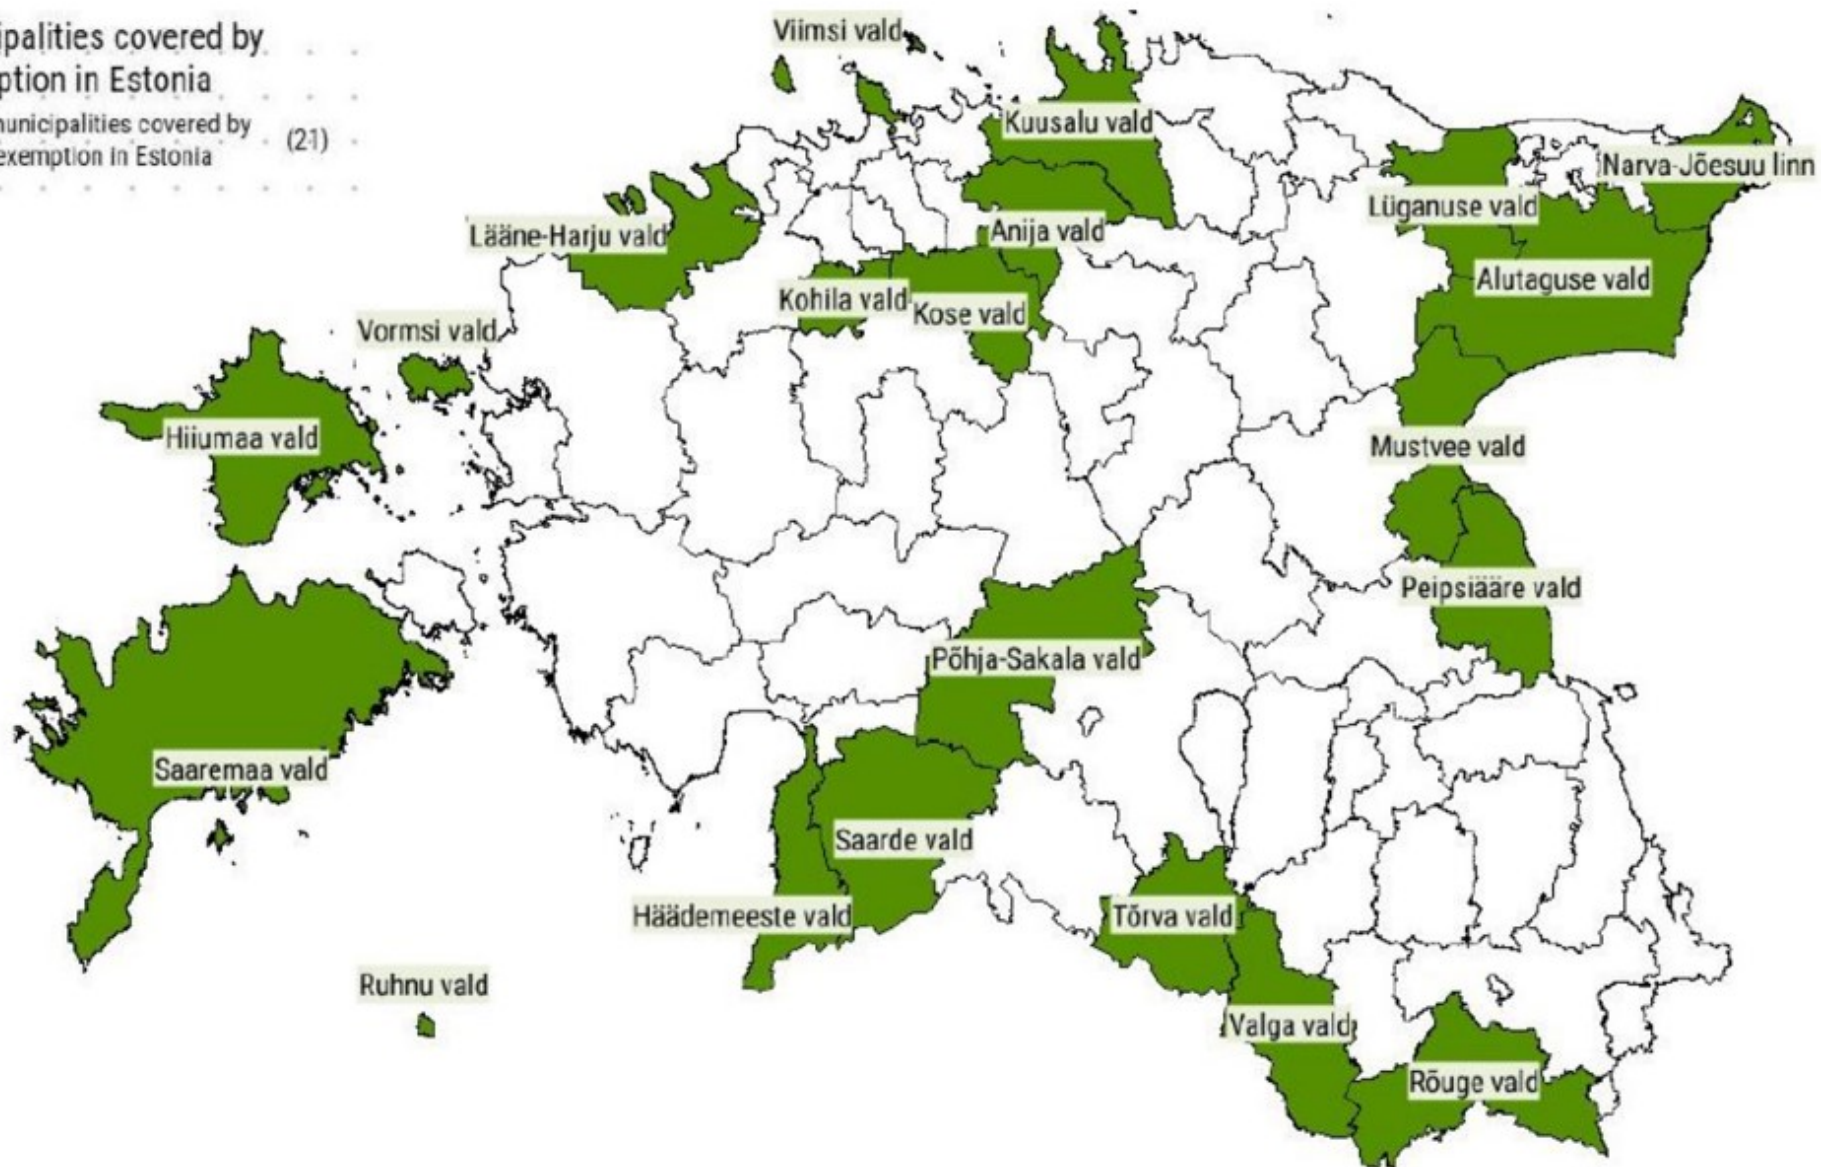 ipalities covered by
ption in Estonia
unicipalities covered by
exemption in Estonia
(21)
Viimsi vald
Kuusalu vald
Narva-Jõesuu linn
Lüganuse vald
Lääne-Harju vald
Anija vald
Alutaguse vald
Kohila vald
Kose vald
Vormsi vald
Hiiumaa vald
Mustvee vald
Peipsiääre vald
Põhja-Sakala vald
Saaremaa vald
Saarde vald
Häädemeeste vald
Tõrva vald
Ruhnu vald
Valga vald
Rõuge vald